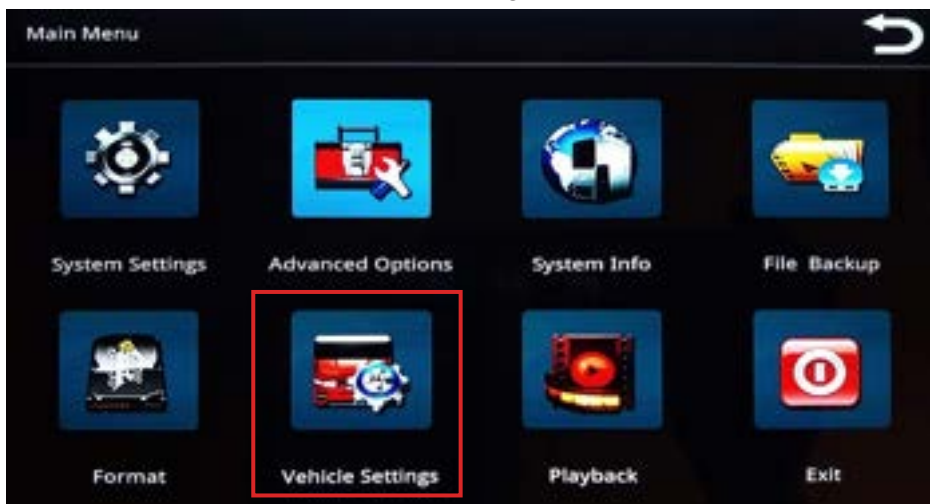 Main Menu
System Settings
Advanced Options
System Info
File Backup
Format
Vehicle Settings
Playback
Exit